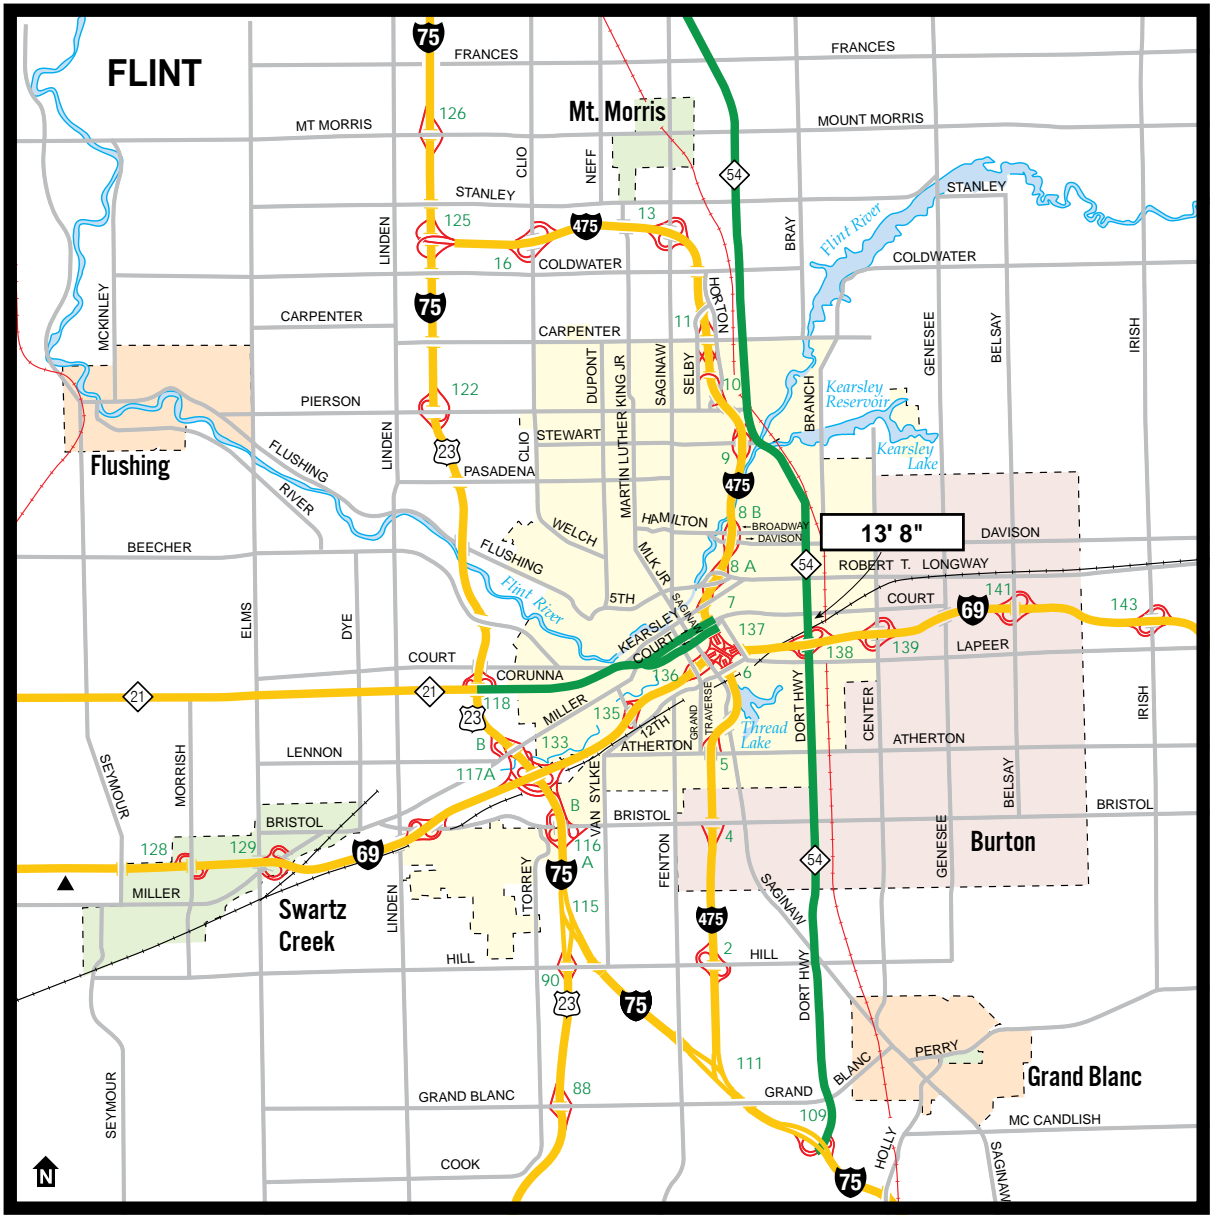 75
FRANCES
FRANCES
FLINT
Mt. Morris
126
MT MORRIS
MOUNT MORRIS
CLIO
NEFF
54
STANLEY
STANLEY
125
LINDEN
475
13
BRAY
Flint River
16
COLDWATER
COLDWATER
75
MCKINLEY
HORTON
CARPENTER
CARPENTER
11
GENESEE
BELSAY
IRISH
DUPONT
MARTIN LUTHER KING JR
SAGINAW
SELBY
10
122
PIERSON
BRANCH
Kearsley
Reservoir
LINDEN
CLIO
STEWART
Kearsley
Lake
23
9
FLUSHING
Flushing
PASADENA
475
RIVER
8 B
HAMILTON
BROADWAY
DAVISON
WELCH
13' 8"
DAVISON
BEECHER
FLUSHING
MLK JR
8 A
54
ROBERT T. LONGWAY
Flint River
5TH
SAGINAW
7
COURT
69
141
143
ELMS
DYE
KEARSLEY
COURT
137
138
139
LAPEER
COURT
CORUNNA
136
6
21
21
118
MILLER
135
GRAND
TRAVERSE
DORT HWY
CENTER
IRISH
23
12TH
Thread
Lake
B
133
ATHERTON
ATHERTON
LENNON
117A
5
SEYMOUR
MORRISH
VAN SYLKE
BELSAY
B
BRISTOL
BRISTOL
BRISTOL
116
A
4
Burton
GENESEE
128
129
69
54
75
FENTON
MILLER
TORREY
SAGINAW
Swartz
Creek
LINDEN
115
475
HILL
2
HILL
90
DORT HWY
23
75
PERRY
111
BLANC
Grand Blanc
SEYMOUR
88
GRAND BLANC
GRAND
109
MC CANDLISH
HOLLY
SAGINAW
COOK
N
75